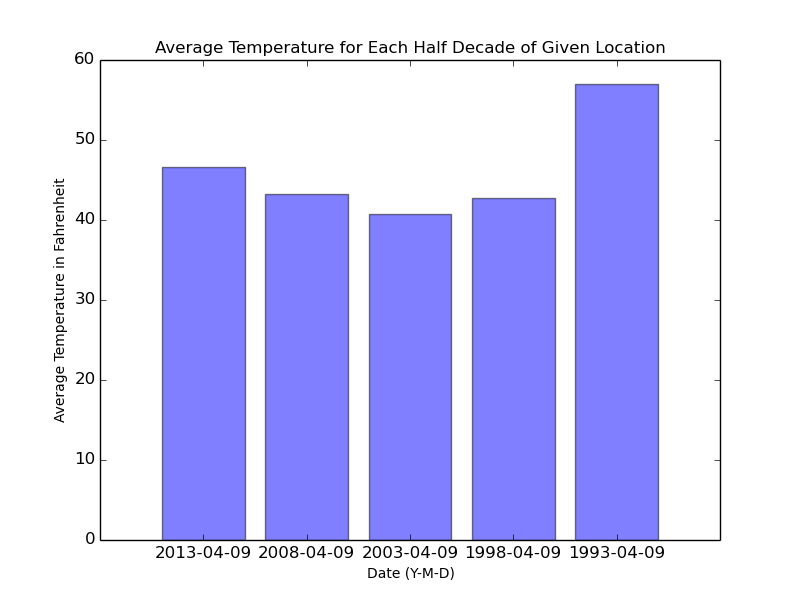 Average Temperature for Each Half Decade of Given Location
60
50
40
30
20
10
0
Average Temperature in Fahrenheit
2013-04-09 2008-04-09 2003-04-09 1998-04-09 1993-04-09
Date (Y-M-D)